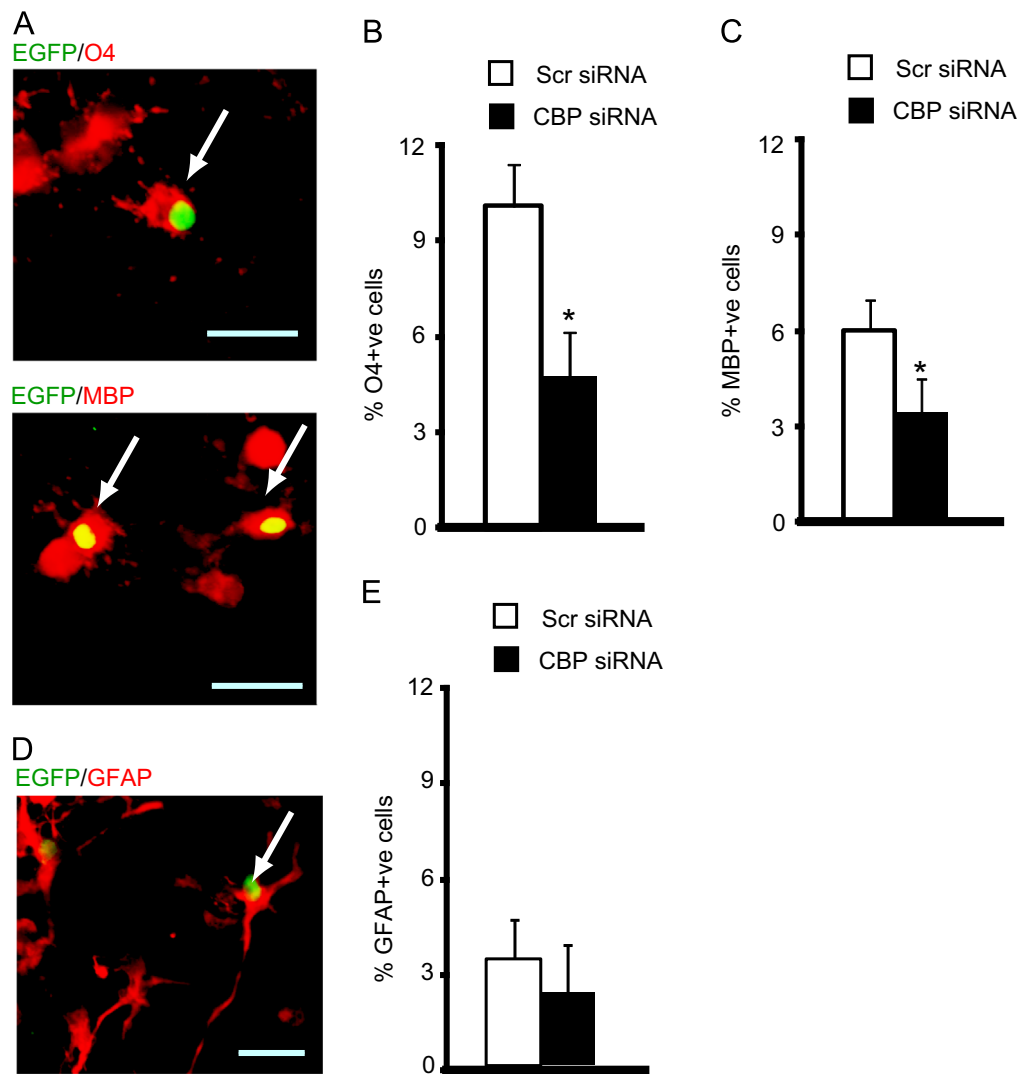 A
EGFP/O4
EGFP/MBP
B
Scr siRNA
CBP siRNA
12
9
6
3
0
% O4+ve cells
*
C
Scr siRNA
CBP siRNA
12
9
6
3
0
% MBP+ve cells
*
D
EGFP/GFAP
E
Scr siRNA
CBP siRNA
12
9
6
3
0
% GFAP+ve cells